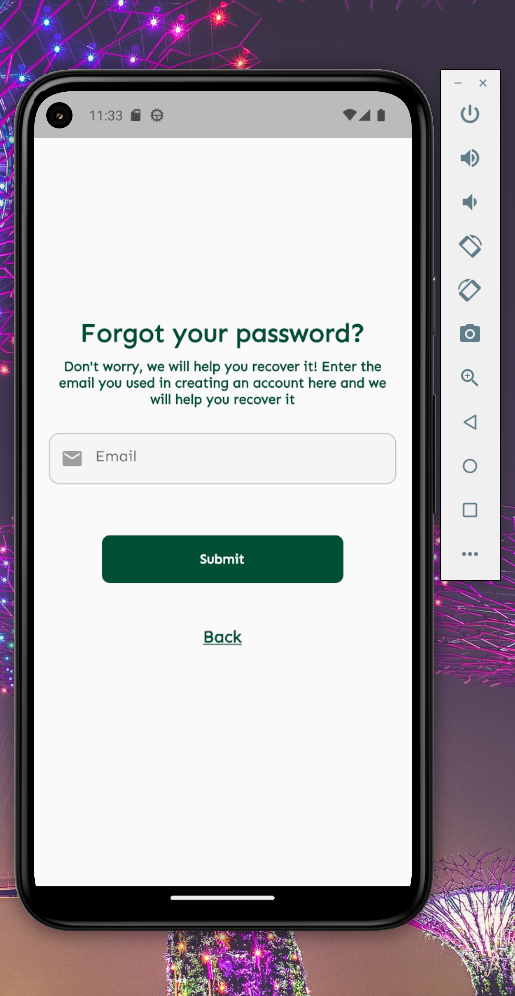 11:33
Forgot your password?
Don't worry, we will help you recover it! Enter the
email you used in creating an account here and we
will help you recover it
Email
Submit
Back